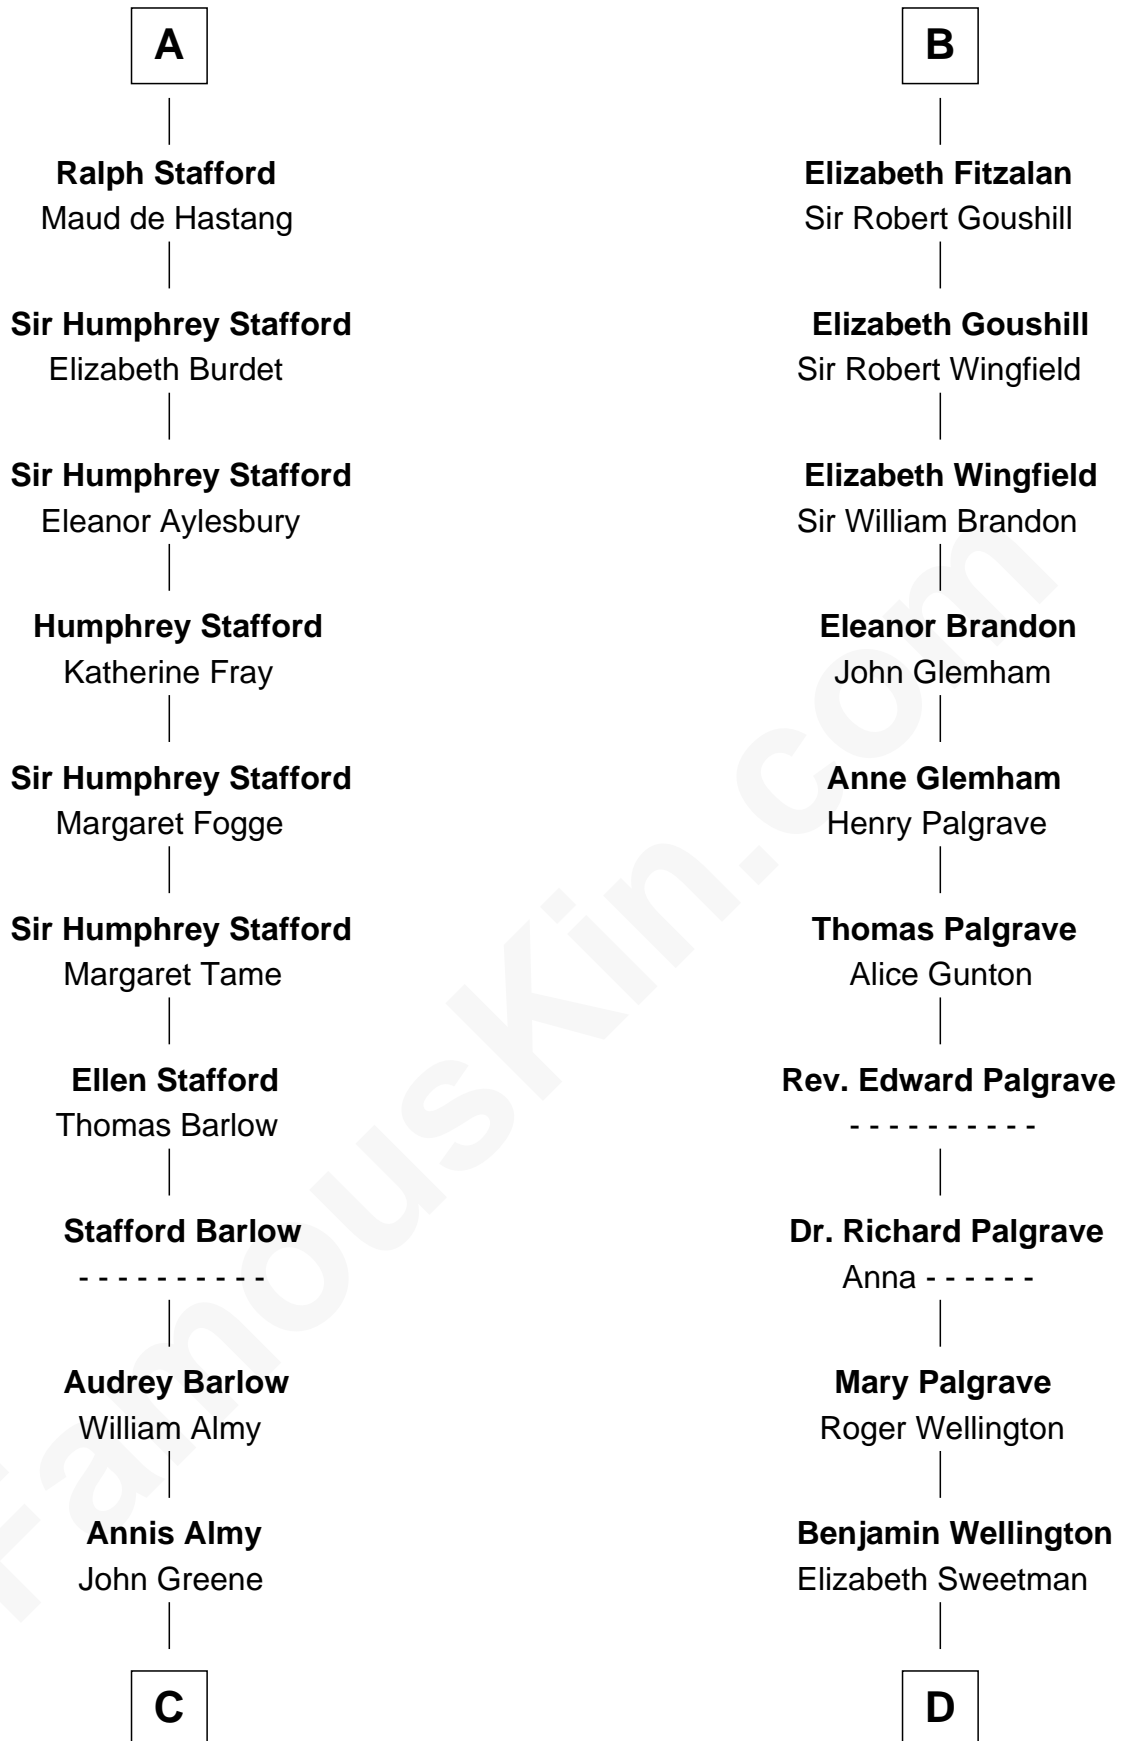 A
Ralph Stafford
Maud de Hastang
Sir Humphrey Stafford
Elizabeth Burdet
Sir Humphrey Stafford
Eleanor Aylesbury
Humphrey Stafford
Katherine Fray
Sir Humphrey Stafford
Margaret Fogge
Sir Humphrey Stafford
Margaret Tame
Ellen Stafford
Thomas Barlow
Stafford Barlow
- - - - - - - - - -
Audrey Barlow
William Almy
Annis Almy
John Greene
C
B
Elizabeth Fitzalan
Sir Robert Goushill
Elizabeth Goushill
Sir Robert Wingfield
Elizabeth Wingfield
Sir William Brandon
Eleanor Brandon
John Glemham
Anne Glemham
Henry Palgrave
Thomas Palgrave
Alice Gunton
Rev. Edward Palgrave
- - - - - - - - - -
Dr. Richard Palgrave
Anna - - - - - -
Mary Palgrave
Roger Wellington
Benjamin Wellington
Elizabeth Sweetman
D
FamousKin.com